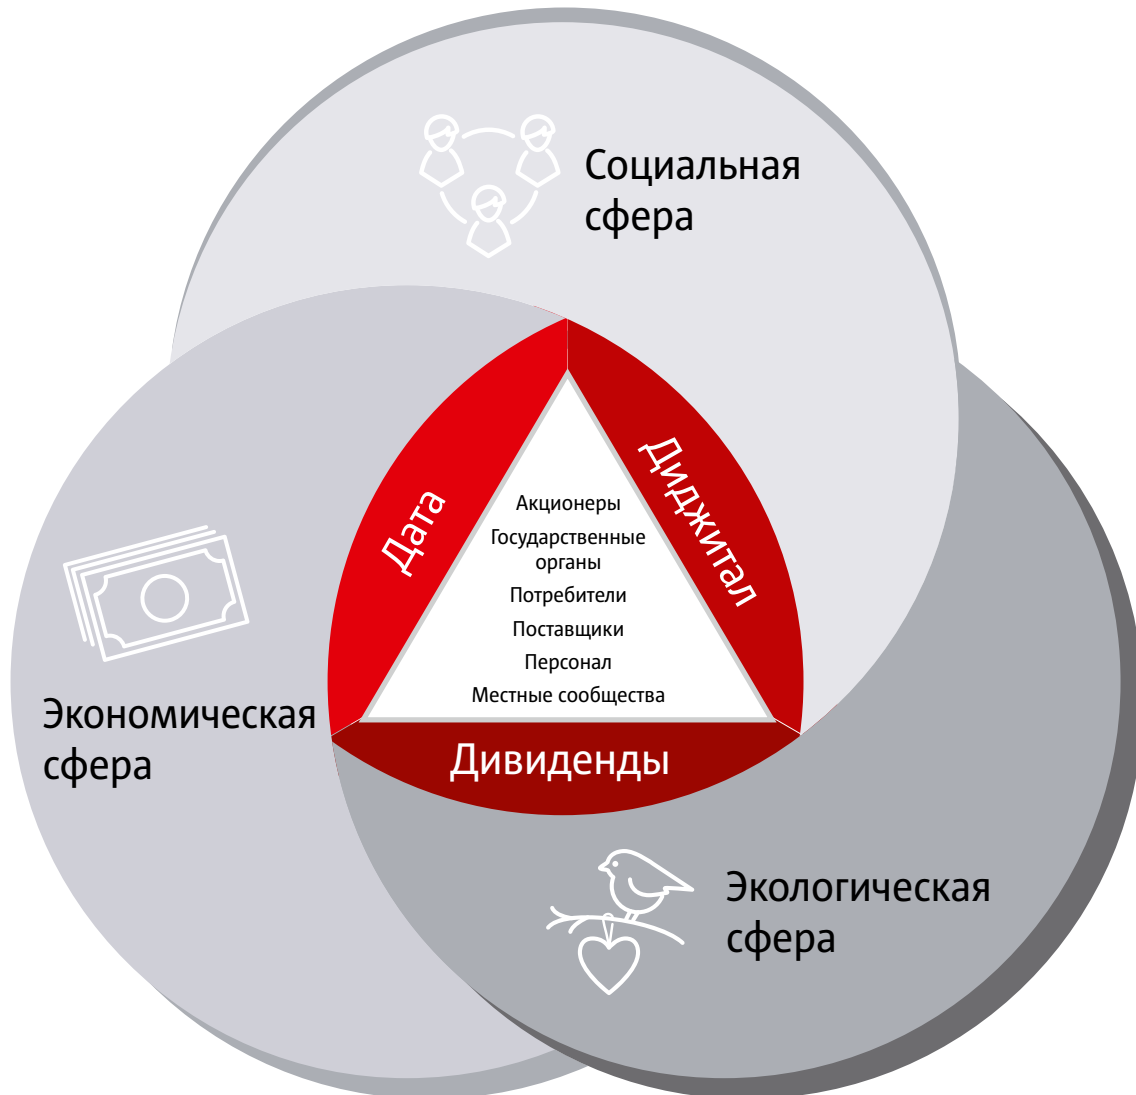 Социальная
сфера
Дата
Диджитал
Акционеры
Государственные
органы
Потребители
Поставщики
Персонал
Местные сообщества
Экономическая
сфера
Дивиденды
Экологическая
сфера